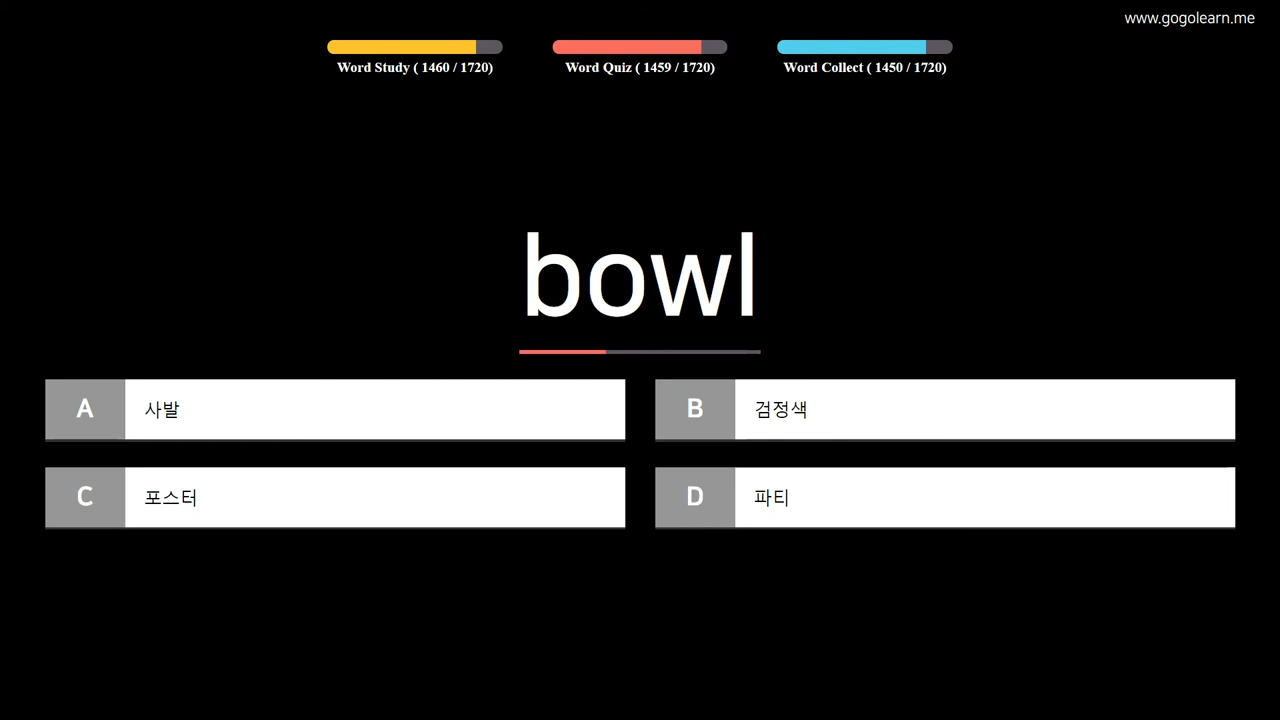 www.gogolearn.me
Word Study ( 1460 / 1720) Word Quiz ( 1459 / 1720) Word Collect ( 1450 / 1720)
bowl
A 사발
B 검정색
C 포스터
D 파티